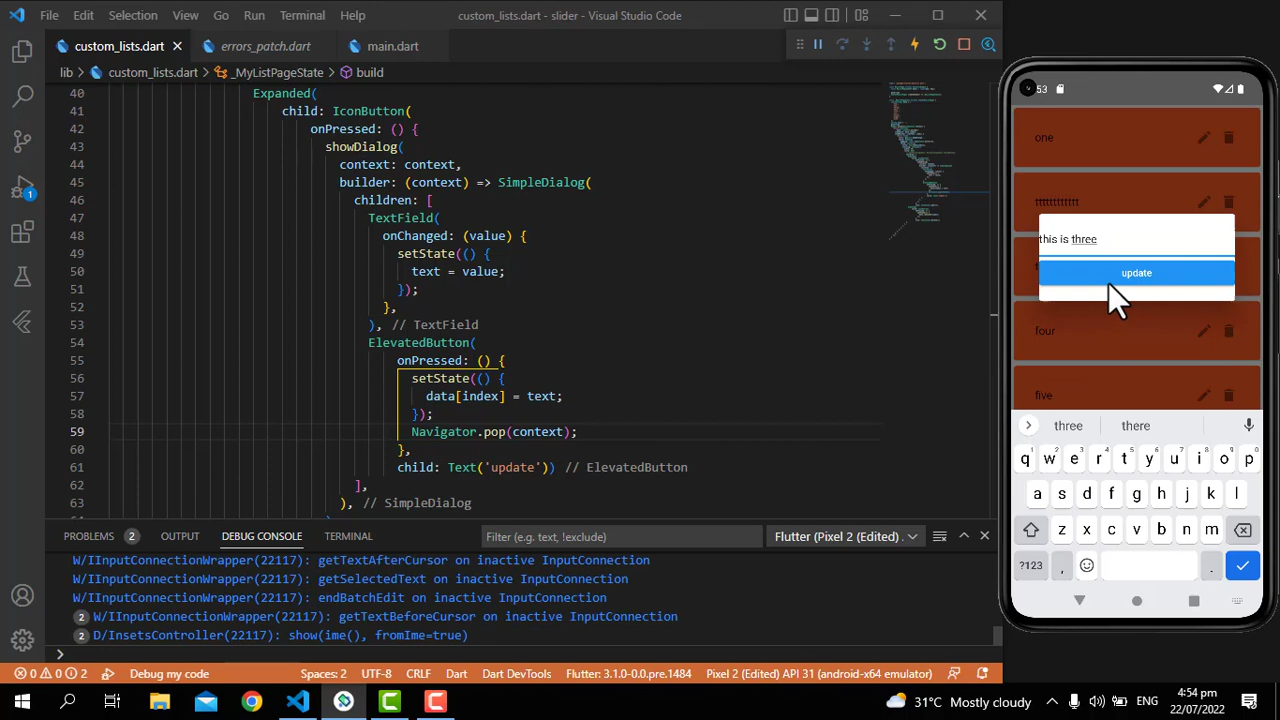 File Edit Selection View Go Run Terminal Help custom_lists.dart - slider - Visual Studio Code
custom_lists.dart errors_patch.dart main.dart
lib > custom_lists.dart > _MyListPageState > build
40 Expanded(
41 child: IconButton(
42 onPressed: () {
43 showDialog(
44 context: context,
45 builder: (context) => SimpleDialog(
46 children: [
47 TextField(
48 onChanged: (value) {
49 setState(() {
50 text = value;
51 });
52 },
53 ), // TextField
54 ElevatedButton(
55 onPressed: () {
56 setState(() {
57 data[index] = text;
58 });
59 Navigator.pop(context);
60 },
61 child: Text('update')) // ElevatedButton
62 ],
63 ), // SimpleDialog
PROBLEMS 2 OUTPUT DEBUG CONSOLE TERMINAL Filter (e.g. text, !exclude) Flutter (Pixel 2 (Edited) .
W/IInputConnectionWrapper(22117): getTextAfterCursor on inactive InputConnection
W/IInputConnectionWrapper(22117): getSelectedText on inactive InputConnection
W/IInputConnectionWrapper(22117): endBatchEdit on inactive InputConnection
2 W/IInputConnectionWrapper(22117): getTextBeforeCursor on inactive InputConnection
2 D/InsetsController(22117): show(ime(), fromIme=true)
1
0 0 2 Debug my code Spaces: 2 UTF-8 CRLF Dart Dart DevTools Flutter: 3.1.0-0.0.pre.1484 Pixel 2 (Edited) API 31 (android-x64 emulator)
31°C Mostly cloudy ENG 4:54 pm
22/07/2022
53
one
tttttttttttt
this is three
update
four
five
three there
q w e r t y u i o p
a s d f g h j k l
z x c v b n m
?123 , .